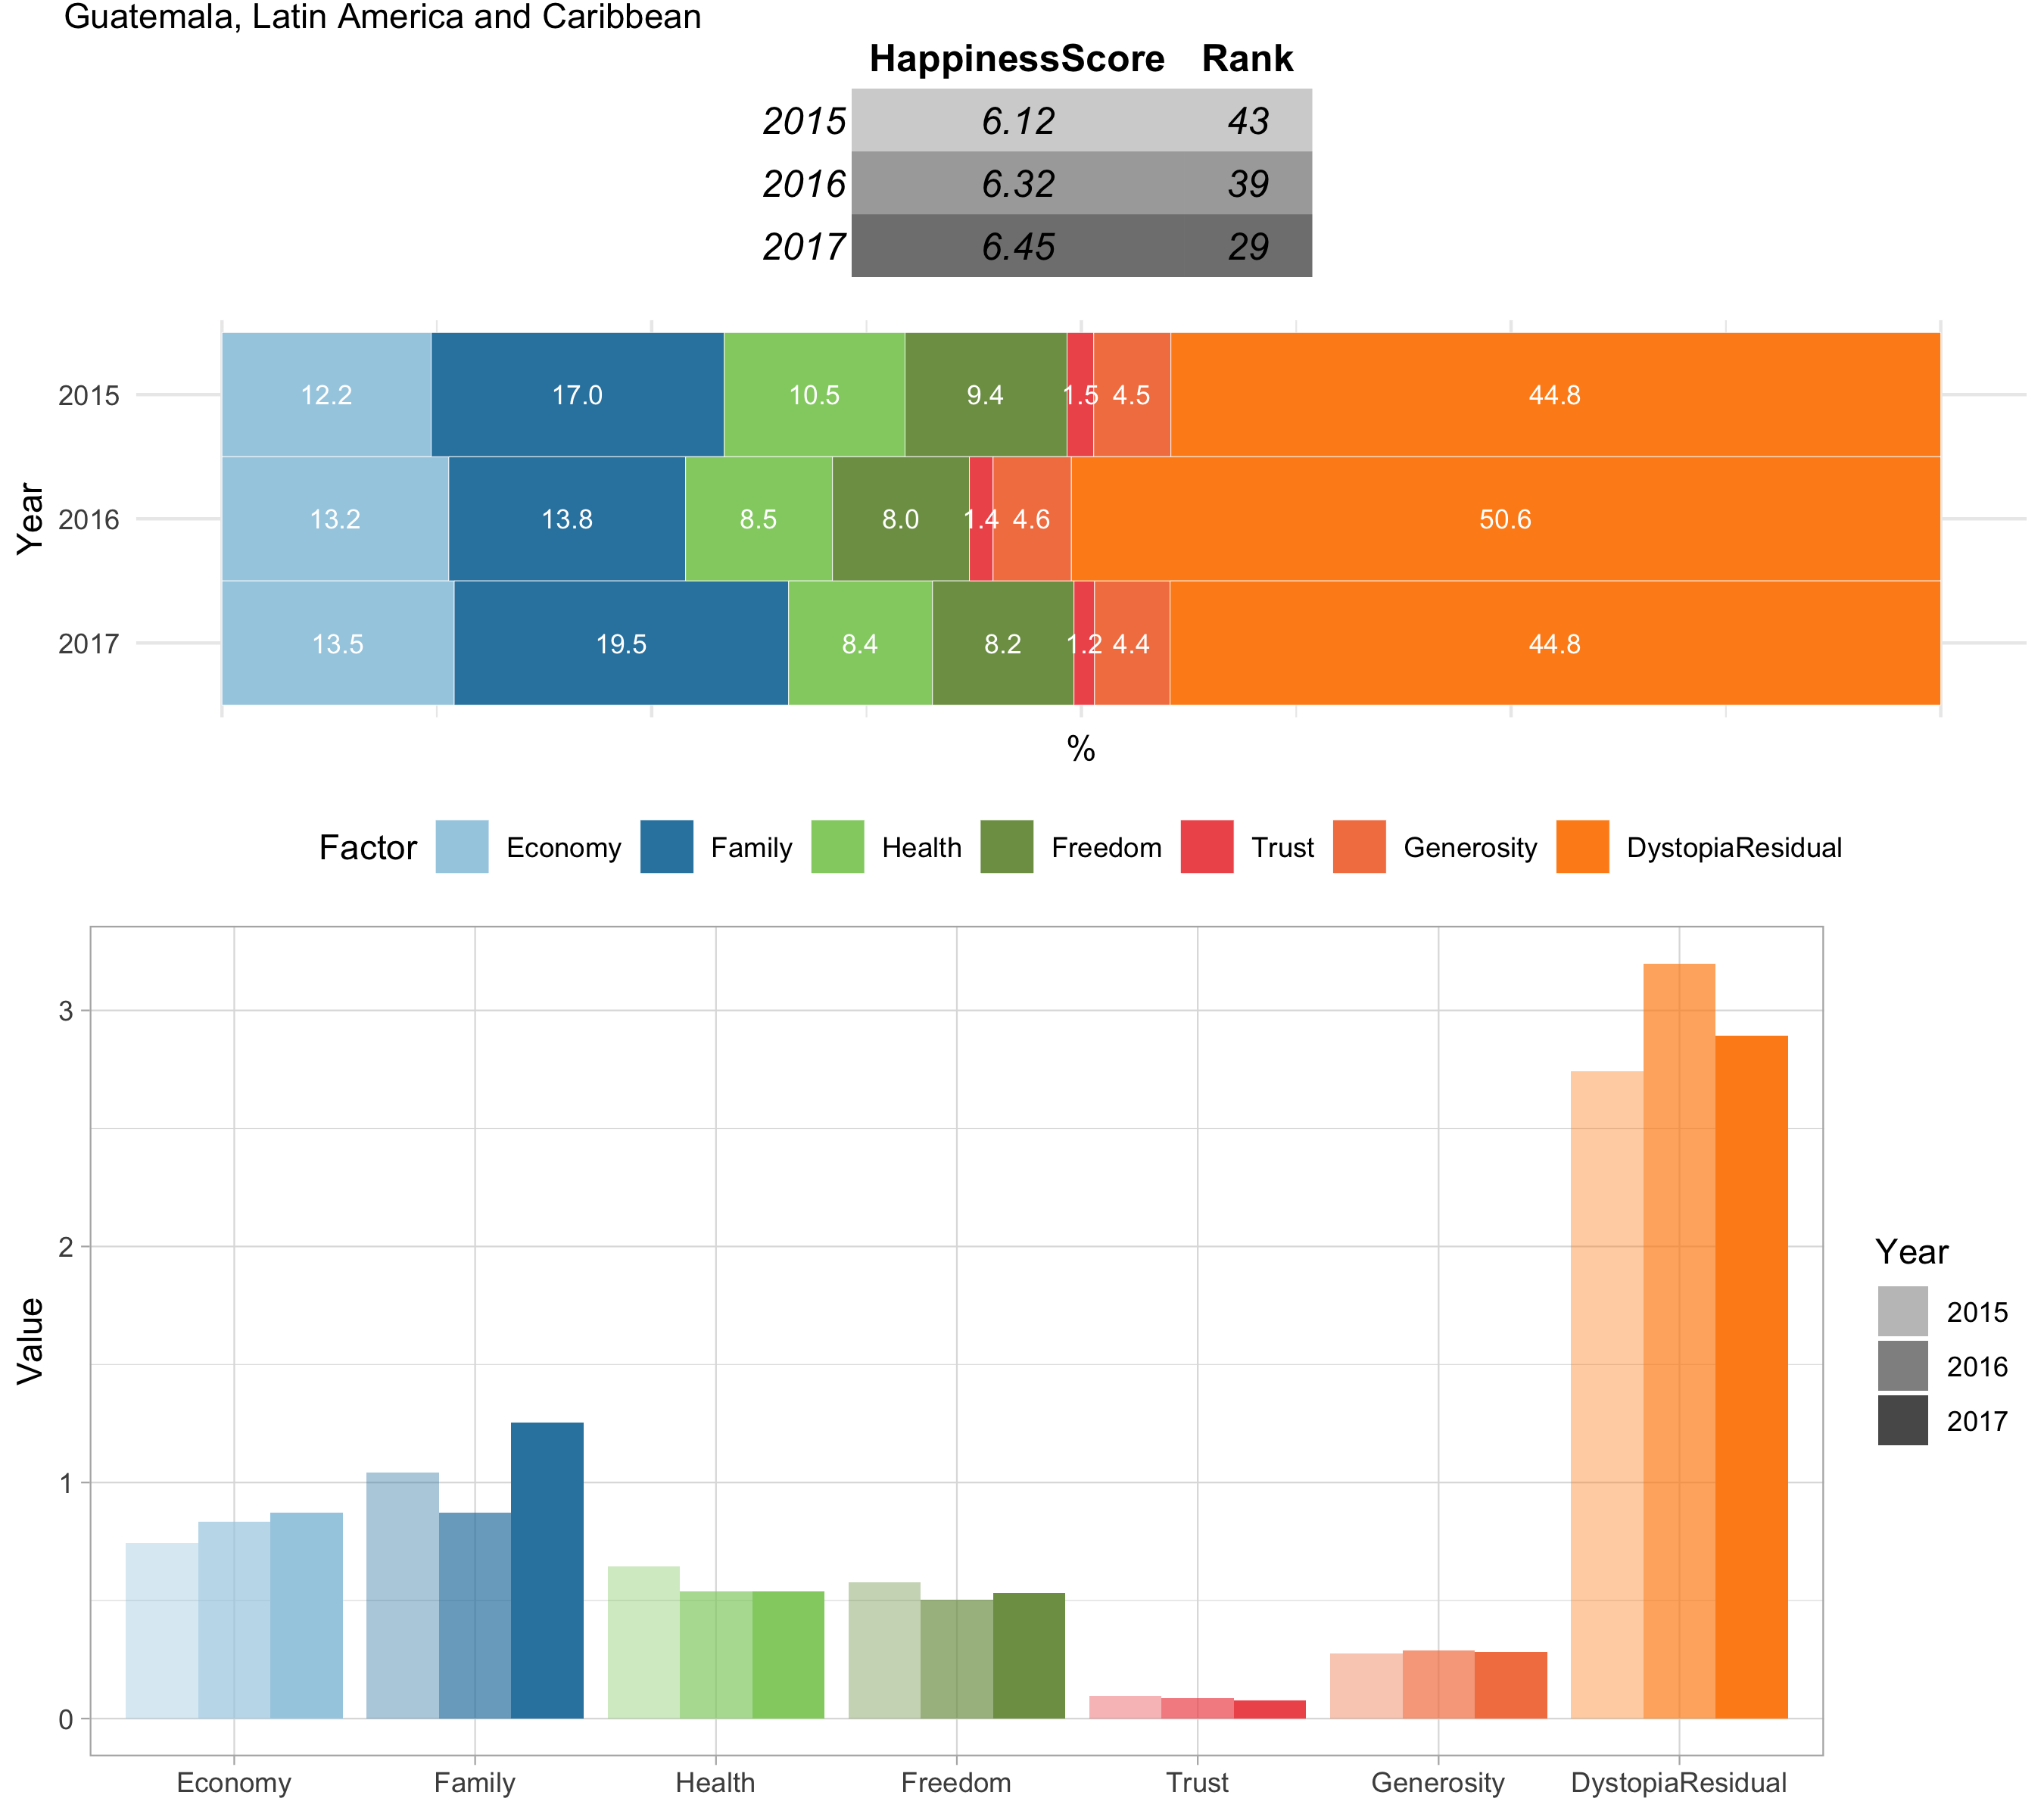 Guatemala, Latin America and Caribbean
HappinessScore Rank
2015 6.12 43
2016 6.32 39
2017 6.45 29
Year
2015 12.2 17.0 10.5 9.4 1.5 4.5 44.8
2016 13.2 13.8 8.5 8.0 1.4 4.6 50.6
2017 13.5 19.5 8.4 8.2 1.2 4.4 44.8
%
Factor Economy Family Health Freedom Trust Generosity DystopiaResidual
Value
3
2
1
0
Economy Family Health Freedom Trust Generosity DystopiaResidual
Year
2015
2016
2017